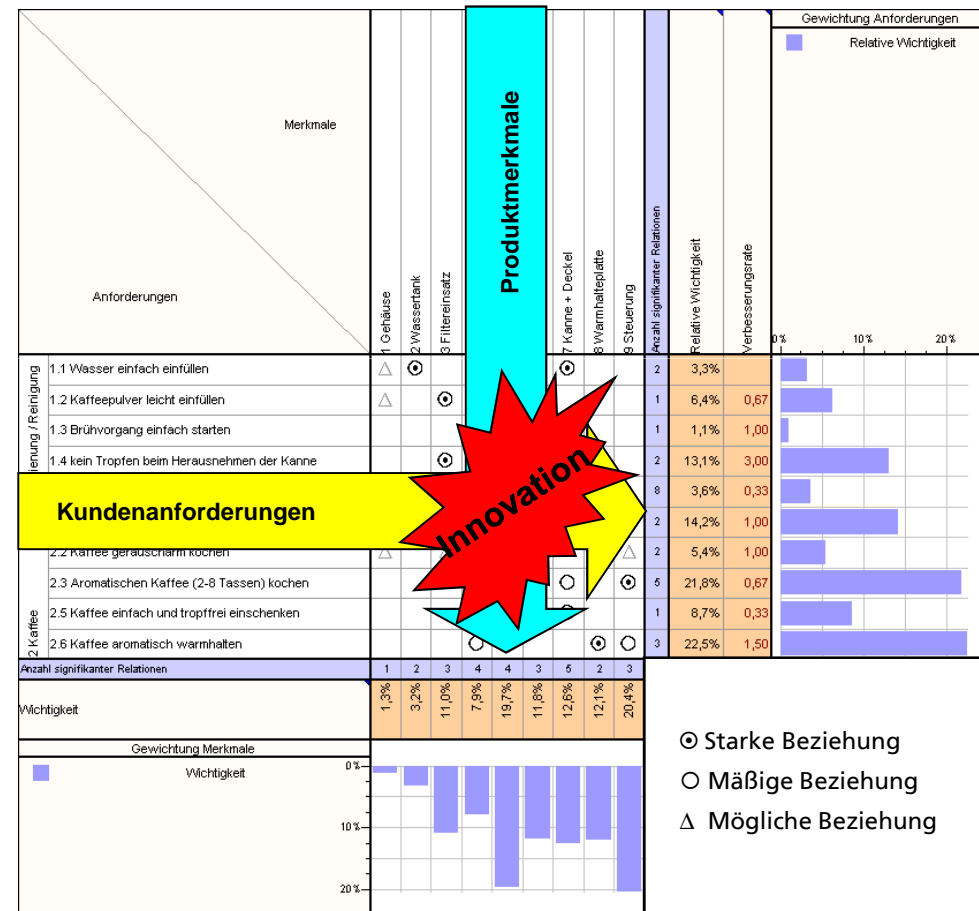 Gewichtung Anforderungen
Relative Wichtigkeit
Merkmale
Anforderungen
1 Gehäuse
2 Wassertank
3 Filtereinsatz
Produktmerkmale
7 Kanne + Deckel
8 Warmhalteplatte
9 Steuerung
Anzahl signifikanter Relationen
Relative Wichtigkeit
Verbesserungsrate
0 % 10 % 20 %
1.1 Wasser einfach einfüllen 2 3,3%
1.2 Kaffeepulver leicht einfüllen 1 6,4% 0,67
1.3 Brühvorgang einfach starten 1 1,1% 1,00
1.4 kein Tropfen beim Herausnehmen der Kanne 2 13,1% 3,00
8 3,6% 0,33
Kundenanforderungen
Innovation
2 14,2% 1,00
2.2 Kaffee geräuscharm kochen 2 5,4% 1,00
2.3 Aromatischen Kaffee (2-8 Tassen) kochen 5 21,8% 0,67
2.5 Kaffee einfach und tropffrei einschenken 1 8,7% 0,33
2.6 Kaffee aromatisch warmhalten 3 22,5% 1,50
ienung / Reinigung
2 Kaffee
Anzahl signifikanter Relationen 1 2 3 4 4 3 5 2 3
Wichtigkeit 1,3% 3,2% 11,0% 7,9% 19,7% 11,8% 12,6% 12,1% 20,4%
Gewichtung Merkmale
Wichtigkeit
0 %
10 %
20 %
Starke Beziehung
Mäßige Beziehung
Mögliche Beziehung